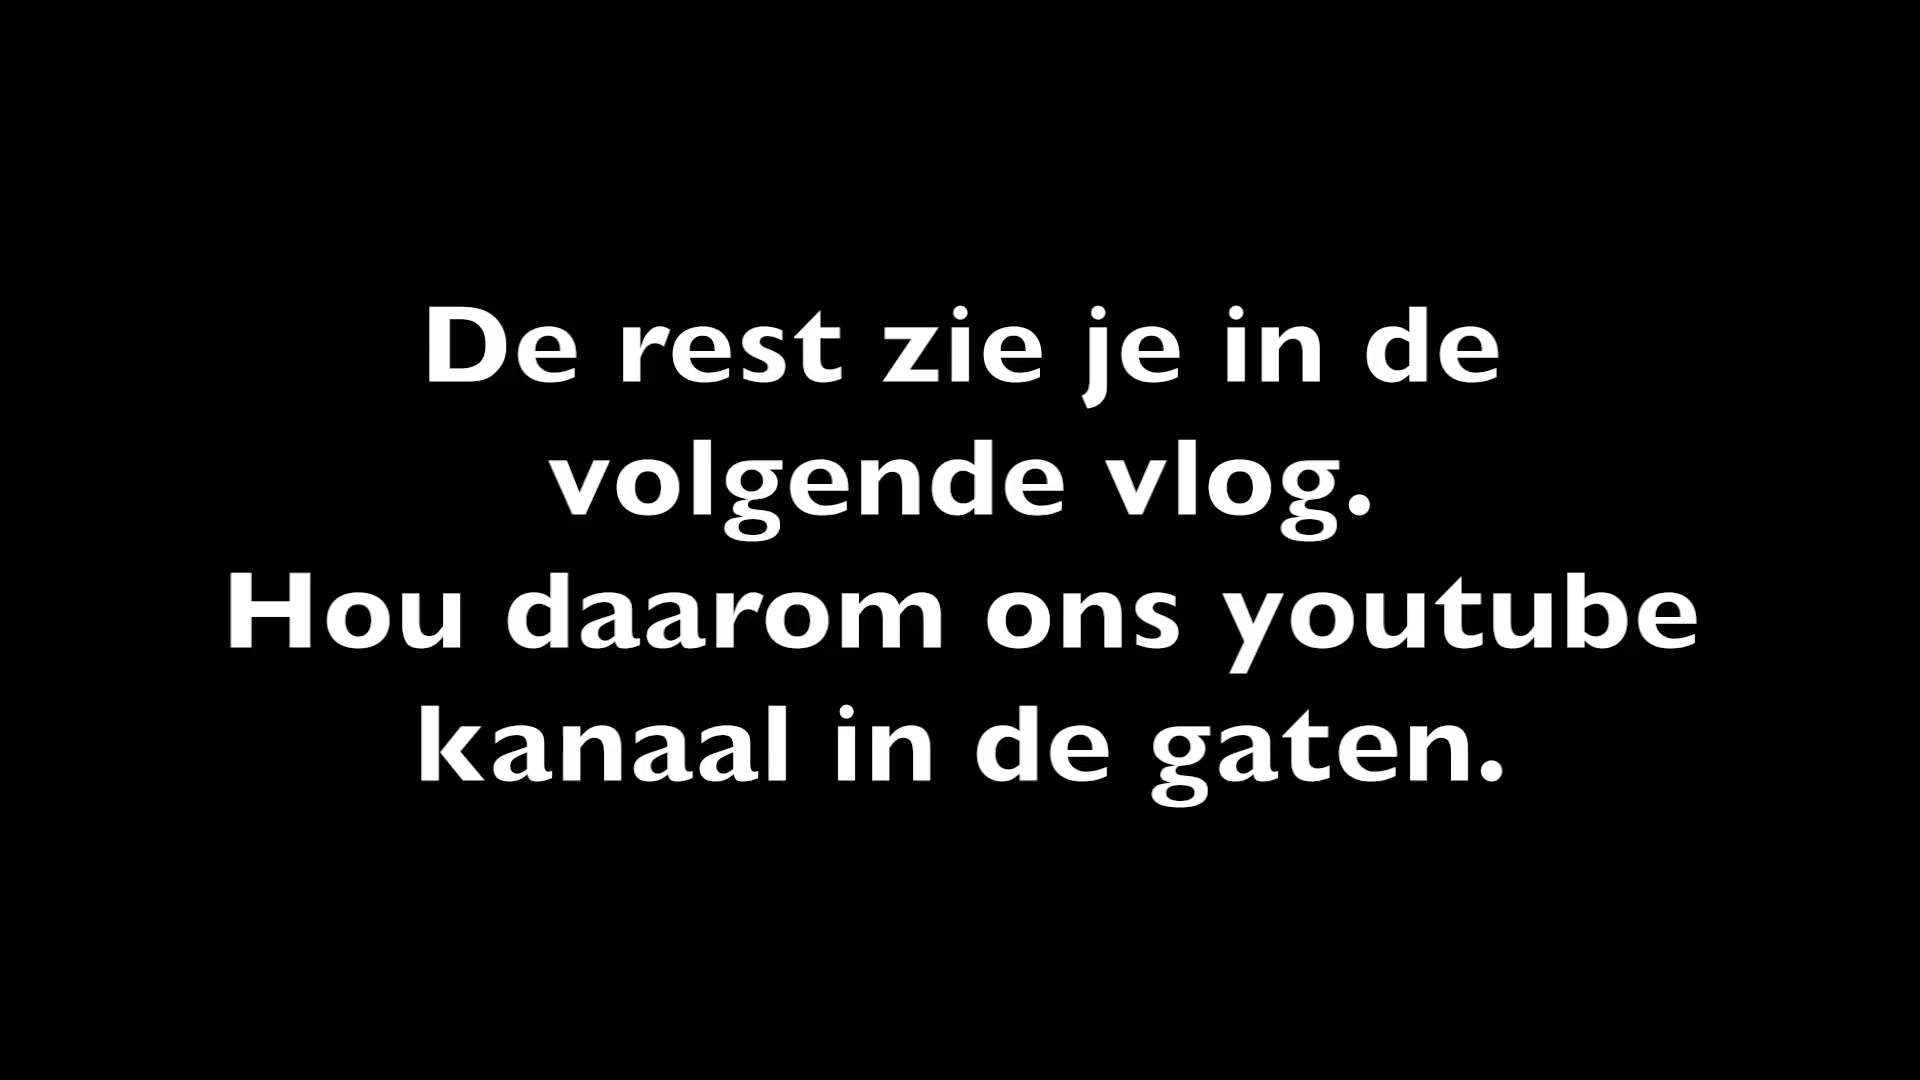 De rest zie je in de
volgende vlog.
Hou daarom ons youtube
kanaal in de gaten.